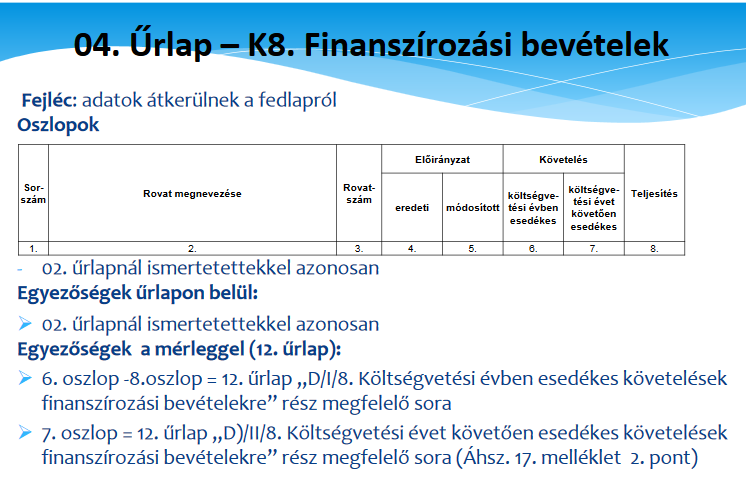 04. Űrlap – K8. Finanszírozási bevételek
Fejléc: adatok átkerülnek a fedlapról
Oszlopok
Sor-
szám
Rovat megnevezése
Rovat-
szám
Előirányzat
eredeti
módosított
Követelés
költségve-
tési évben
esedékes
költségve-
tési évet
követően
esedékes
Teljesítés
1. 2. 3. 4. 5. 6. 7. 8.
- 02. űrlapnál ismertetettekkel azonosan
Egyezőségek űrlapon belül:
➢ 02. űrlapnál ismertetettekkel azonosan
Egyezőségek a mérleggel (12. űrlap):
➢ 6. oszlop -8.oszlop = 12. űrlap „D/I/8. Költségvetési évben esedékes követelések
finanszírozási bevételekre” rész megfelelő sora
➢ 7. oszlop = 12. űrlap „D)/II/8. Költségvetési évet követően esedékes követelések
finanszírozási bevételekre” rész megfelelő sora (Áhsz. 17. melléklet 2. pont)